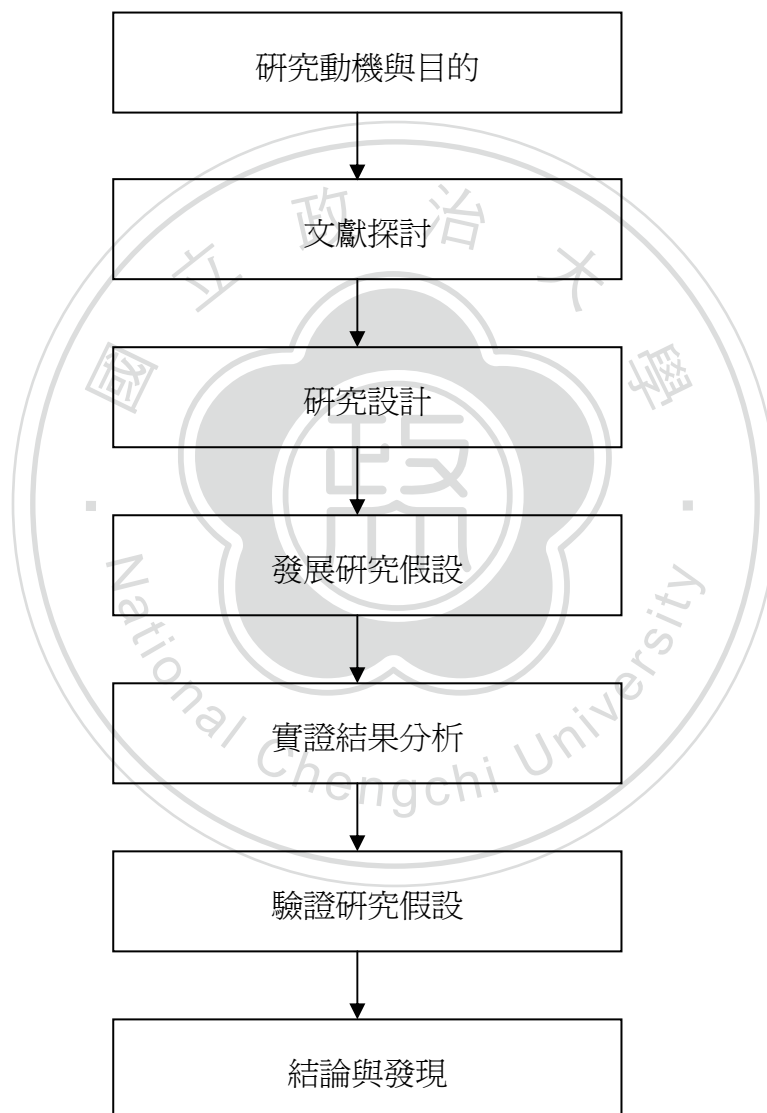 研究動機與目的
文獻探討
研究設計
發展研究假設
實證結果分析
驗證研究假設
結論與發現
國立政治大學
政
National Chengchi University